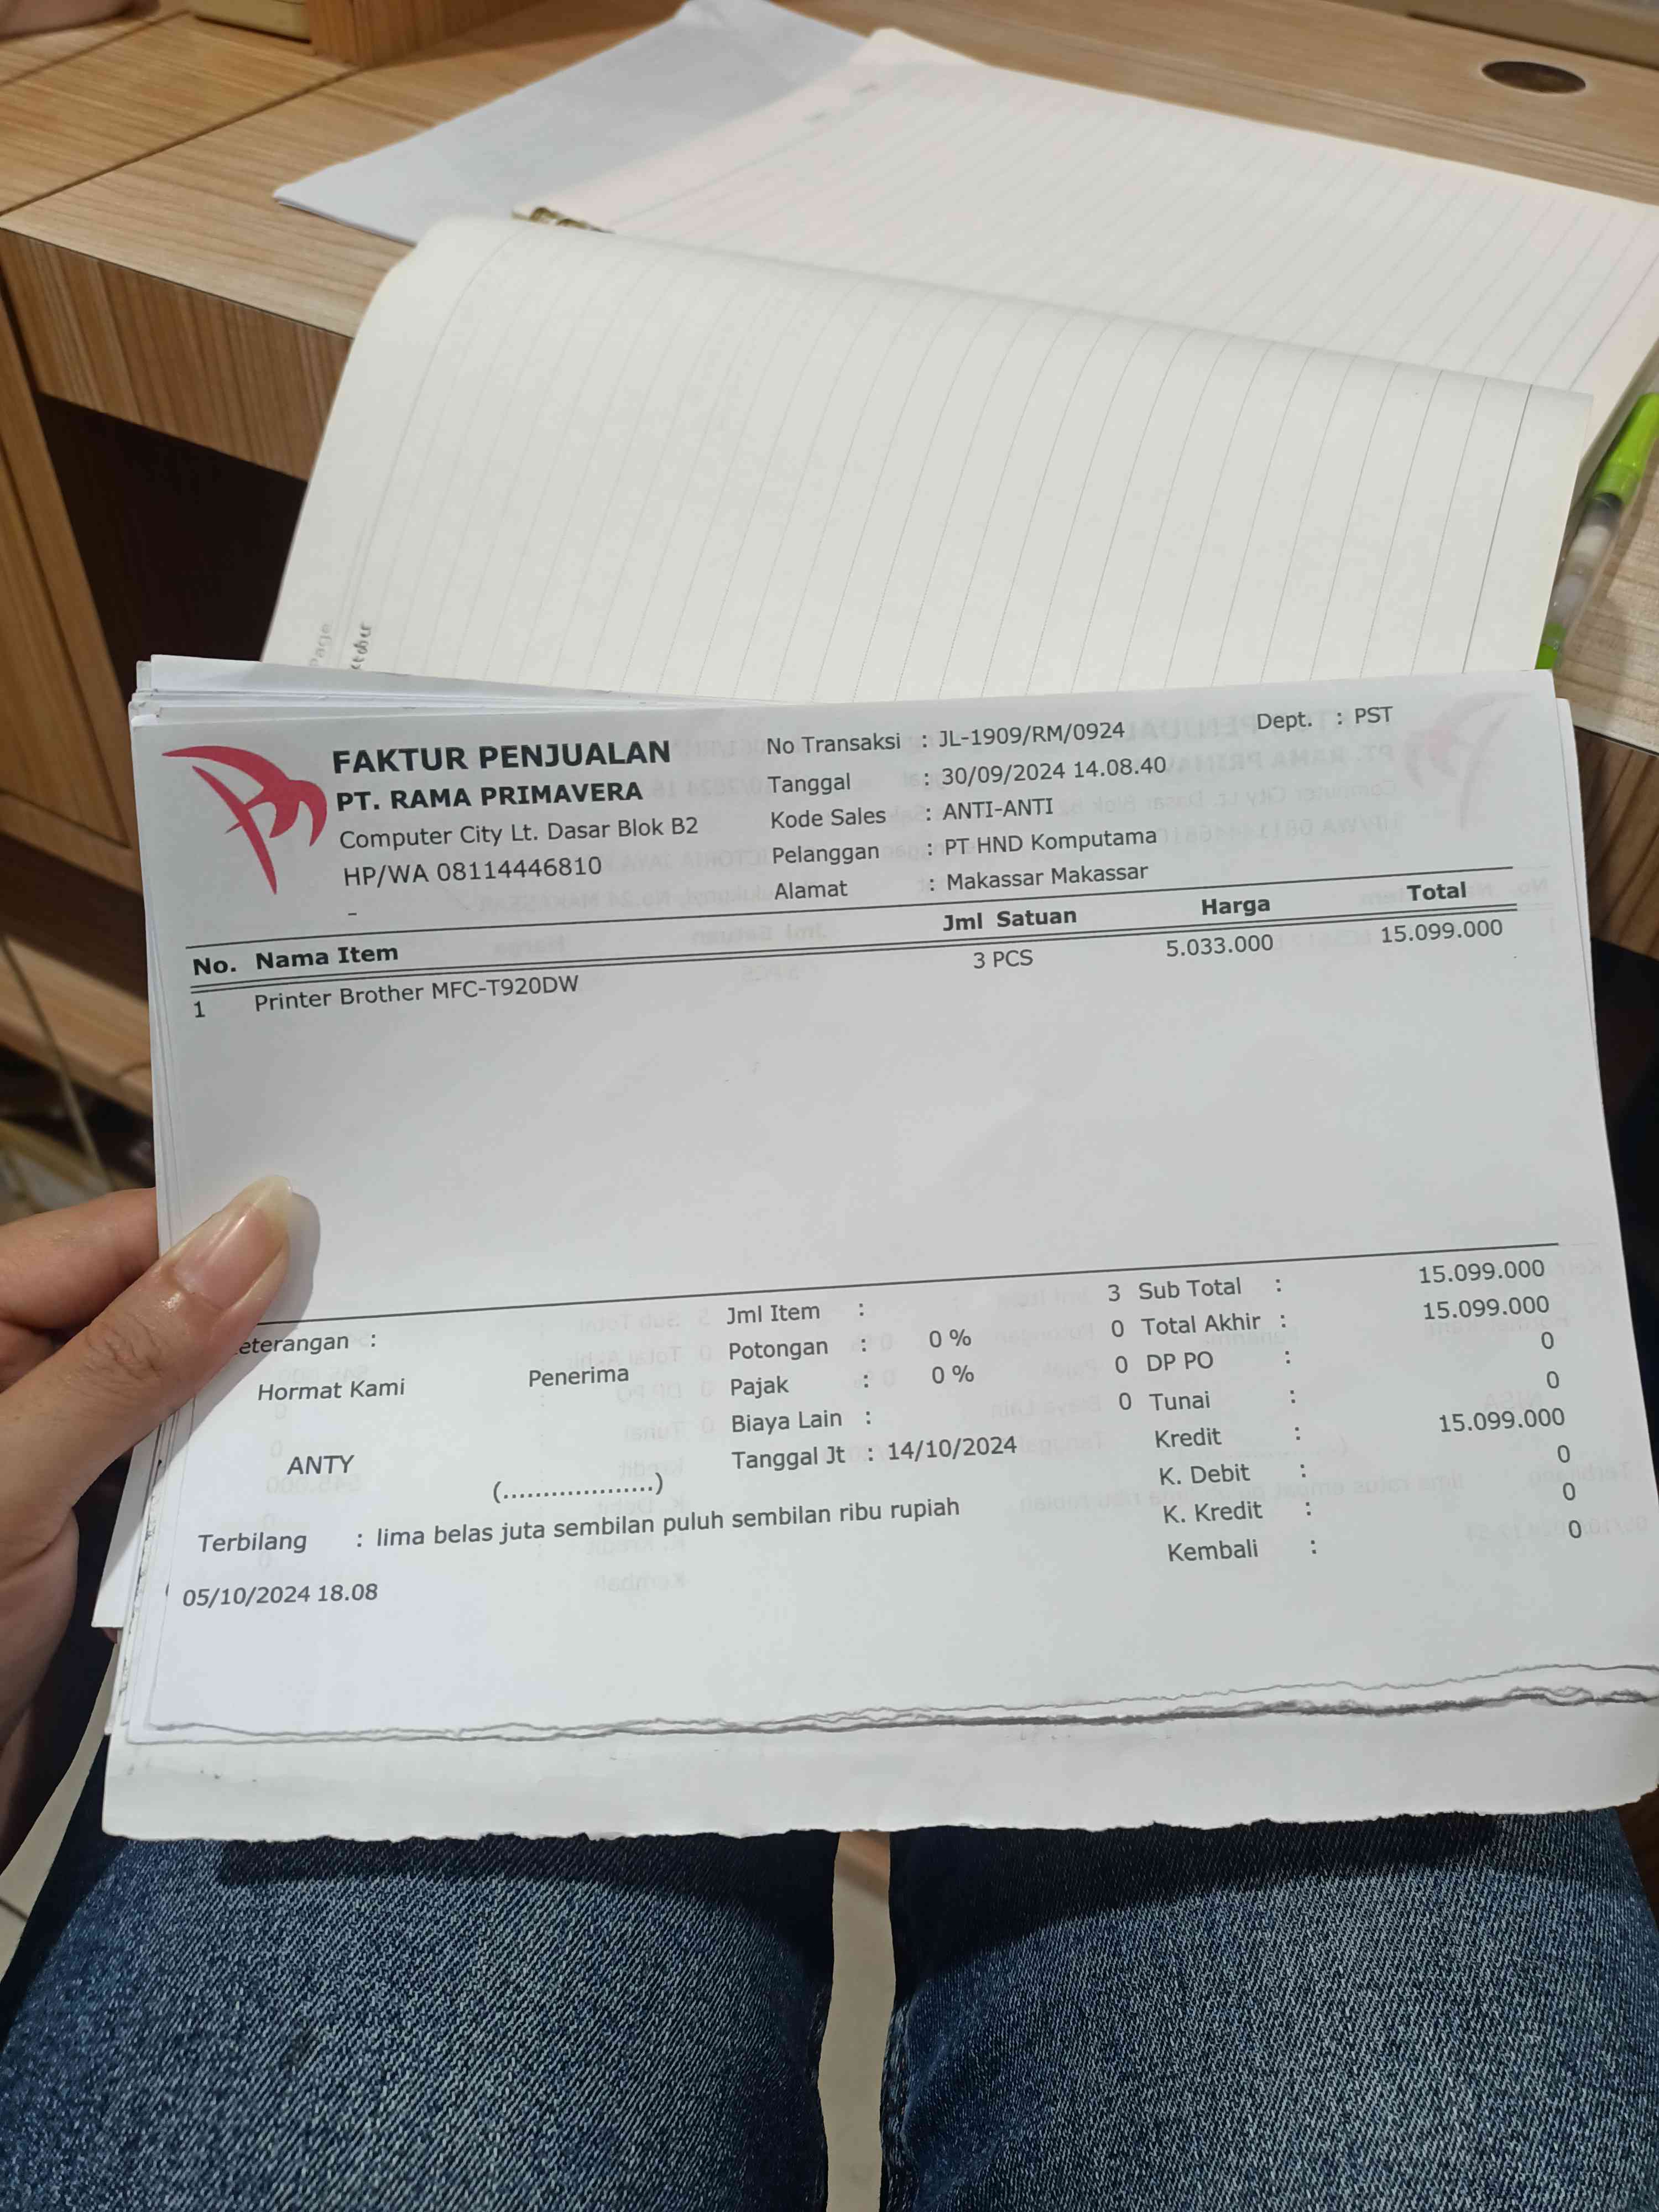 Page
FAKTUR PENJUALAN
PT. RAMA PRIMAVERA
Computer City Lt. Dasar Blok B2
HP/WA 08114446810
-
No Transaksi : JL-1909/RM/0924 Dept. : PST
Tanggal : 30/09/2024 14.08.40
Kode Sales : ANTI-ANTI
Pelanggan : PT HND Komputama
Alamat : Makassar Makassar
No. Nama Item Jml Satuan Harga Total
1 Printer Brother MFC-T920DW 3 PCS 5.033.000 15.099.000
eterangan :
Hormat Kami Penerima
ANTY (...................)
Jml Item : 3
Potongan : 0 % 0
Pajak : 0 % 0
Biaya Lain : 0
Tanggal Jt : 14/10/2024
Sub Total : 15.099.000
Total Akhir : 15.099.000
DP PO : 0
Tunai : 0
Kredit : 15.099.000
K. Debit : 0
K. Kredit : 0
Kembali : 0
Terbilang : lima belas juta sembilan puluh sembilan ribu rupiah
05/10/2024 18.08